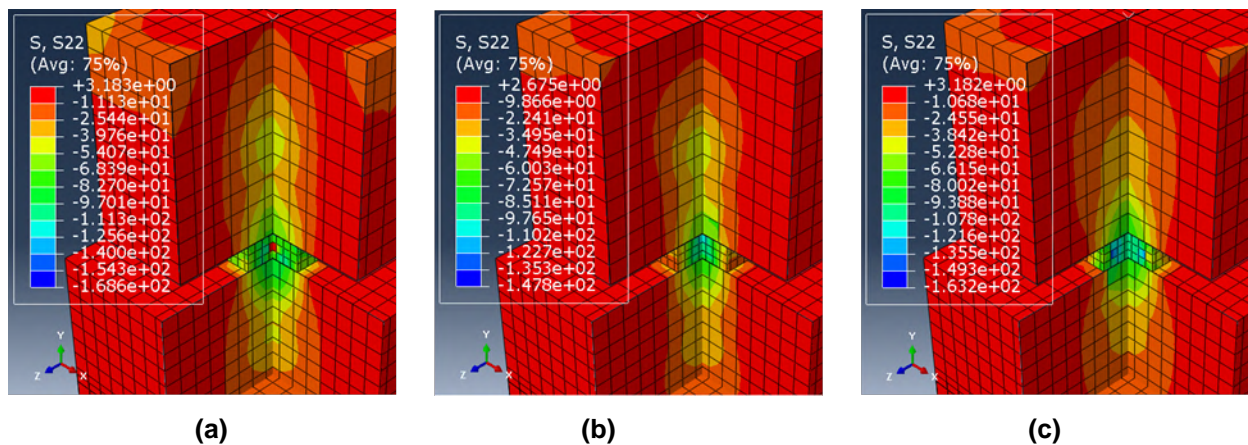 S, S22
(Avg: 75%)
+3.183e+00
-1.113e+01
-2.544e+01
-3.976e+01
-5.407e+01
-6.839e+01
-8.270e+01
-9.701e+01
-1.113e+02
-1.256e+02
-1.400e+02
-1.543e+02
-1.686e+02
Y
Z
X
(a)
S, S22
(Avg: 75%)
+2.675e+00
-9.866e+00
-2.241e+01
-3.495e+01
-4.749e+01
-6.003e+01
-7.257e+01
-8.511e+01
-9.765e+01
-1.102e+02
-1.227e+02
-1.353e+02
-1.478e+02
Y
Z
X
(b)
S, S22
(Avg: 75%)
+3.182e+00
-1.068e+01
-2.455e+01
-3.842e+01
-5.228e+01
-6.615e+01
-8.002e+01
-9.388e+01
-1.078e+02
-1.216e+02
-1.355e+02
-1.493e+02
-1.632e+02
Y
Z
X
(c)